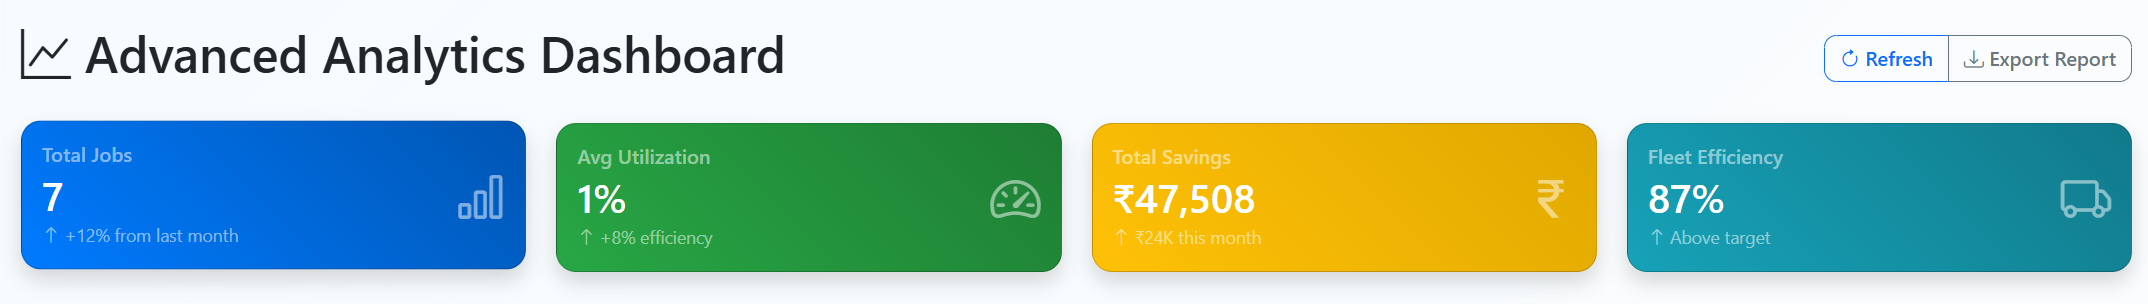 Advanced Analytics Dashboard
Refresh
Export Report
Total Jobs
7
↑ +12% from last month
Avg Utilization
1%
↑ +8% efficiency
Total Savings
₹47,508
↑ ₹24K this month
₹
Fleet Efficiency
87%
↑ Above target